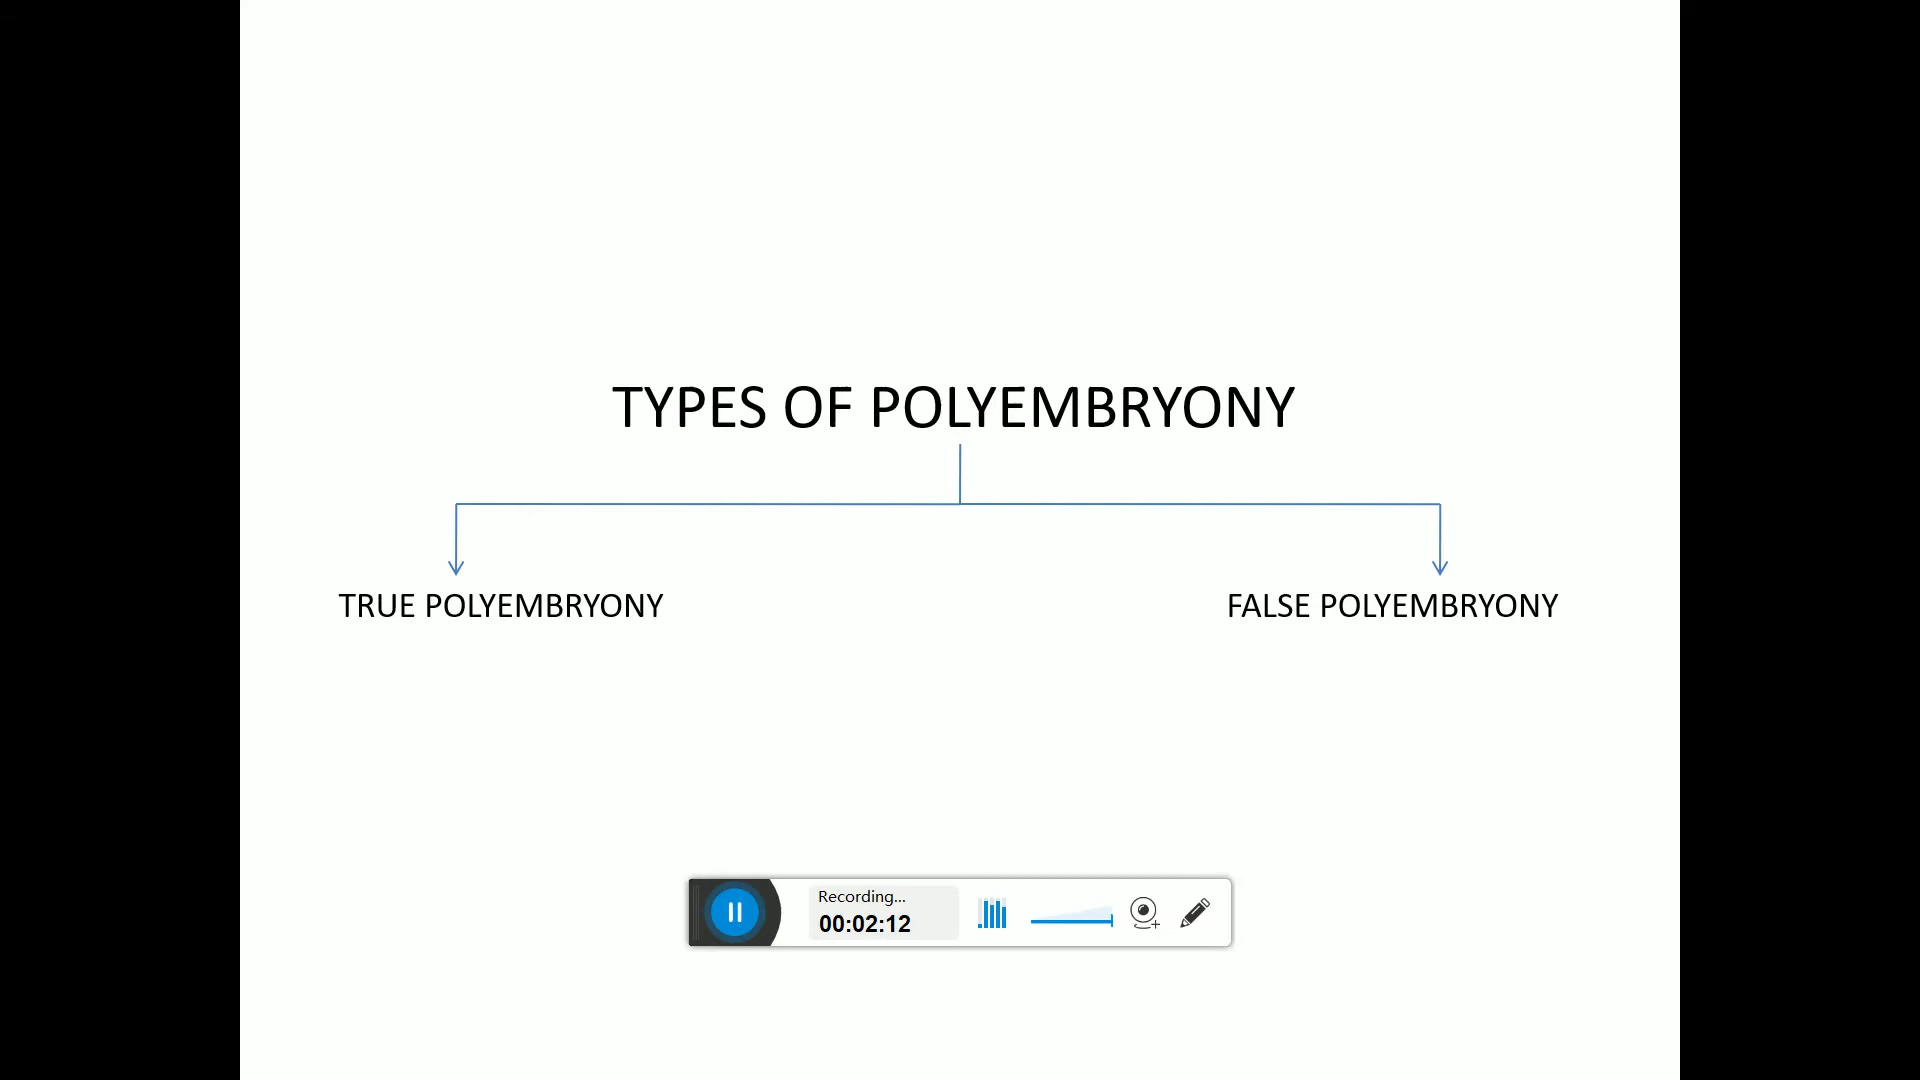 TYPES OF POLYEMBRYONY
TRUE POLYEMBRYONY
FALSE POLYEMBRYONY
Recording...
00:02:12